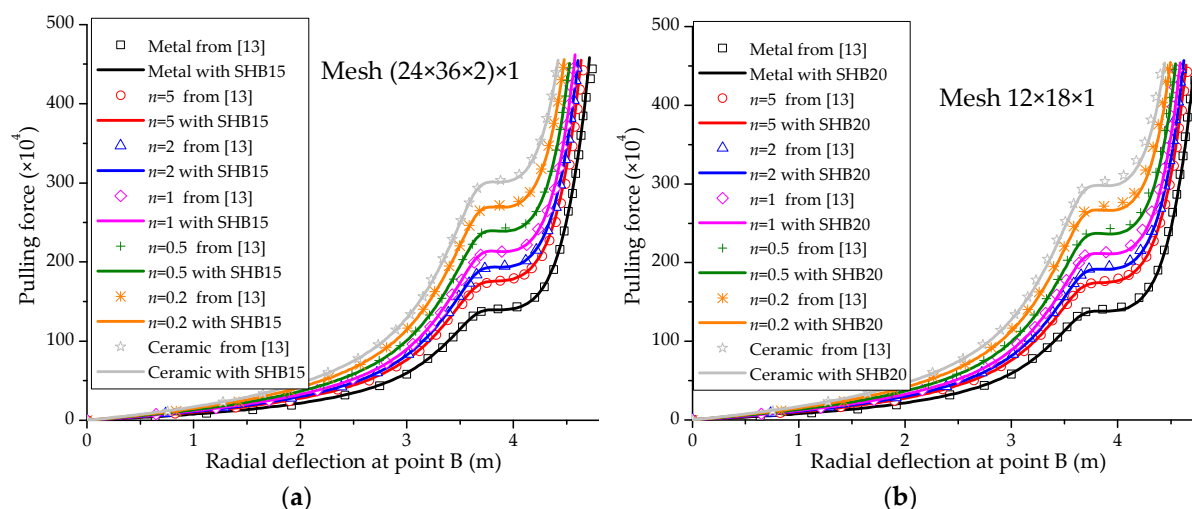 500
400
300
200
100
0
Pulling force (×10⁴)
Metal from [13]
Metal with SHB15
n=5 from [13]
n=5 with SHB15
n=2 from [13]
n=2 with SHB15
n=1 from [13]
n=1 with SHB15
n=0.5 from [13]
n=0.5 with SHB15
n=0.2 from [13]
n=0.2 with SHB15
Ceramic from [13]
Ceramic with SHB15
Mesh (24×36×2)×1
0 1 2 3 4
Radial deflection at point B (m)
(a)
500
400
300
200
100
0
Pulling force (×10⁴)
Metal from [13]
Metal with SHB20
n=5 from [13]
n=5 with SHB20
n=2 from [13]
n=2 with SHB20
n=1 from [13]
n=1 with SHB20
n=0.5 from [13]
n=0.5 with SHB20
n=0.2 from [13]
n=0.2 with SHB20
Ceramic from [13]
Ceramic with SHB20
Mesh 12×18×1
0 1 2 3 4
Radial deflection at point B (m)
(b)